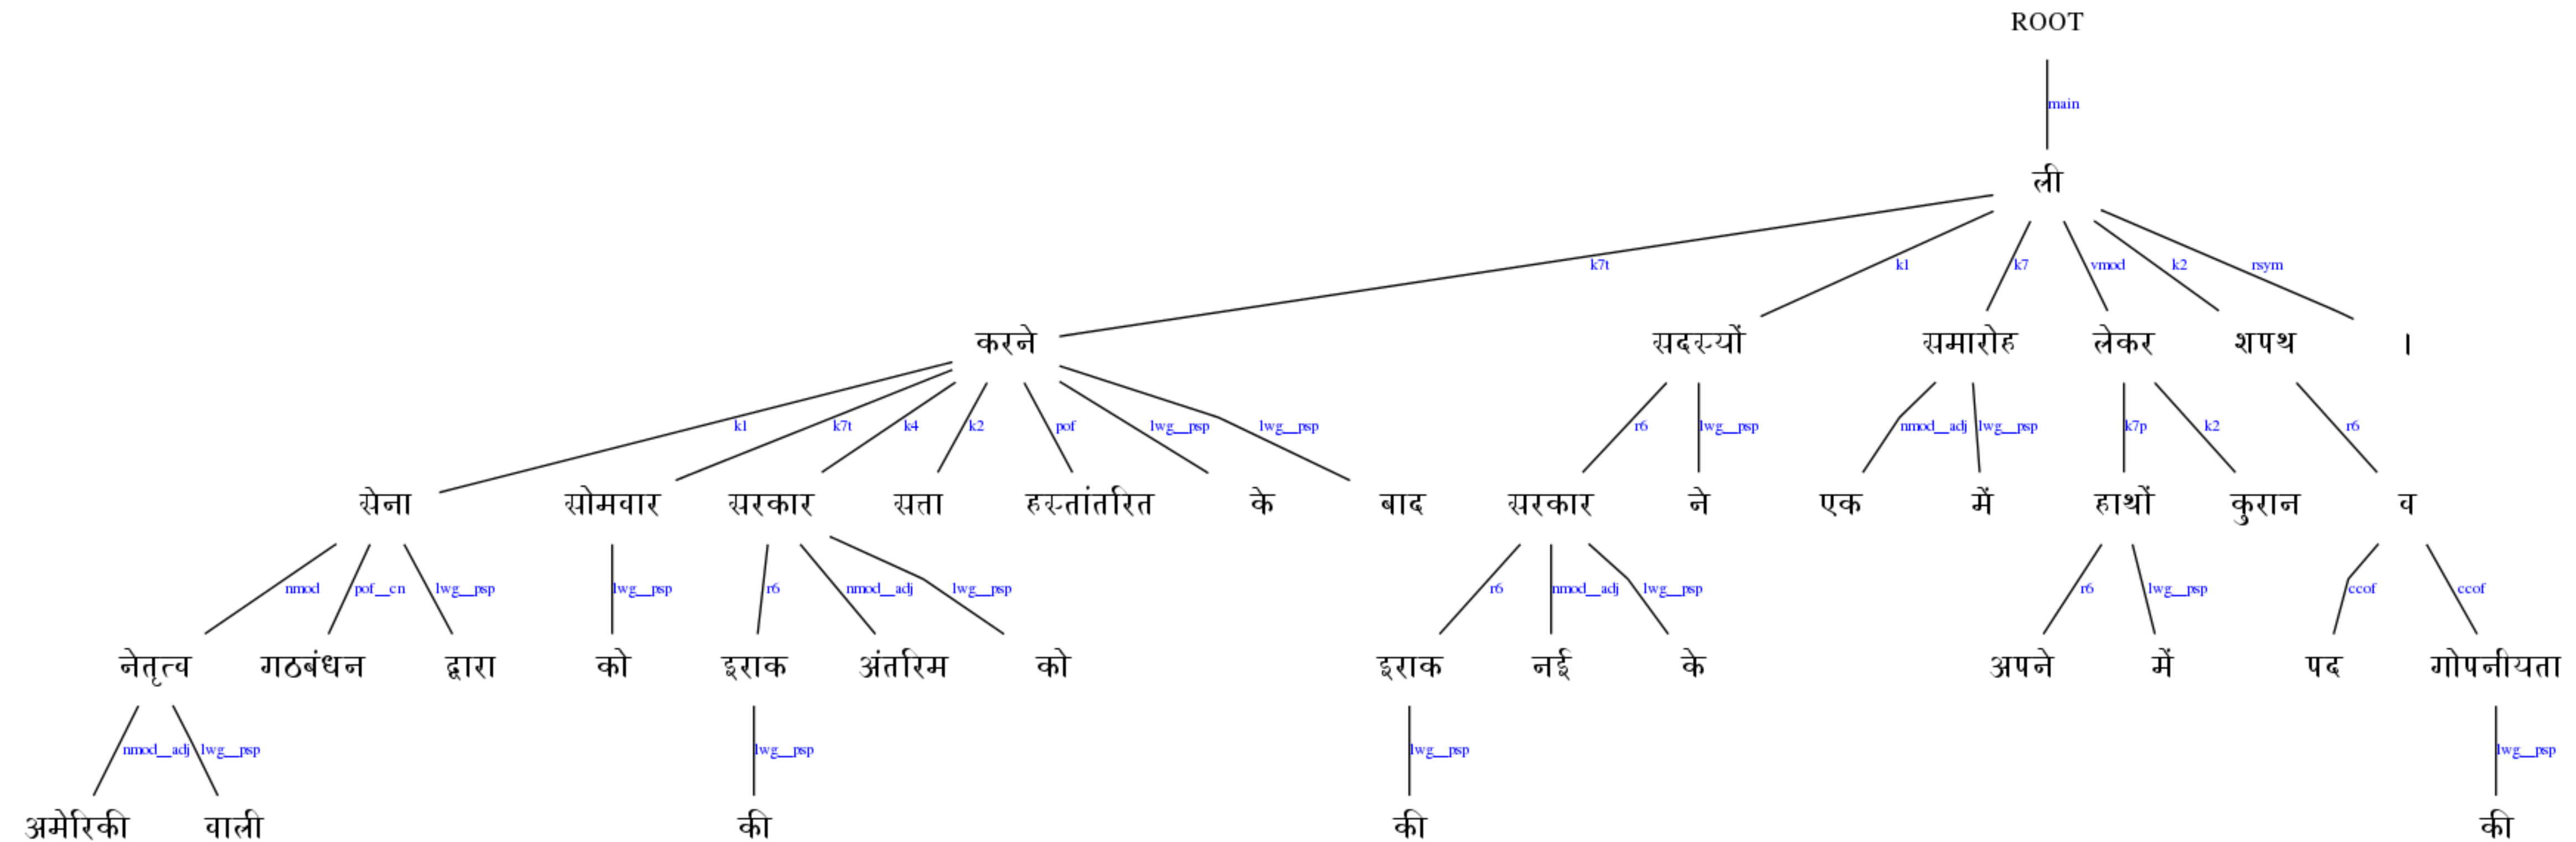 ROOT
main
ली
k7t k1 k7 vmod k2 rsym
करने सदस्यों समारोह लेकर शपथ ।
k1 k7t k4 k2 pof lwg__psp lwg__psp r6 lwg__psp nmod__adj lwg__psp k7p k2 r6
सेना सोमवार सरकार सत्ता हस्तांतरित के बाद सरकार ने एक में हाथों कुरान व
nmod pof__cn lwg__psp lwg__psp r6 nmod__adj lwg__psp r6 nmod__adj lwg__psp r6 lwg__psp ccof ccof
नेतृत्व गठबंधन द्वारा को इराक अंतरिम को इराक नई के अपने में पद गोपनीयता
nmod__adj lwg__psp lwg__psp lwg__psp lwg__psp
अमेरिकी वाली की की की